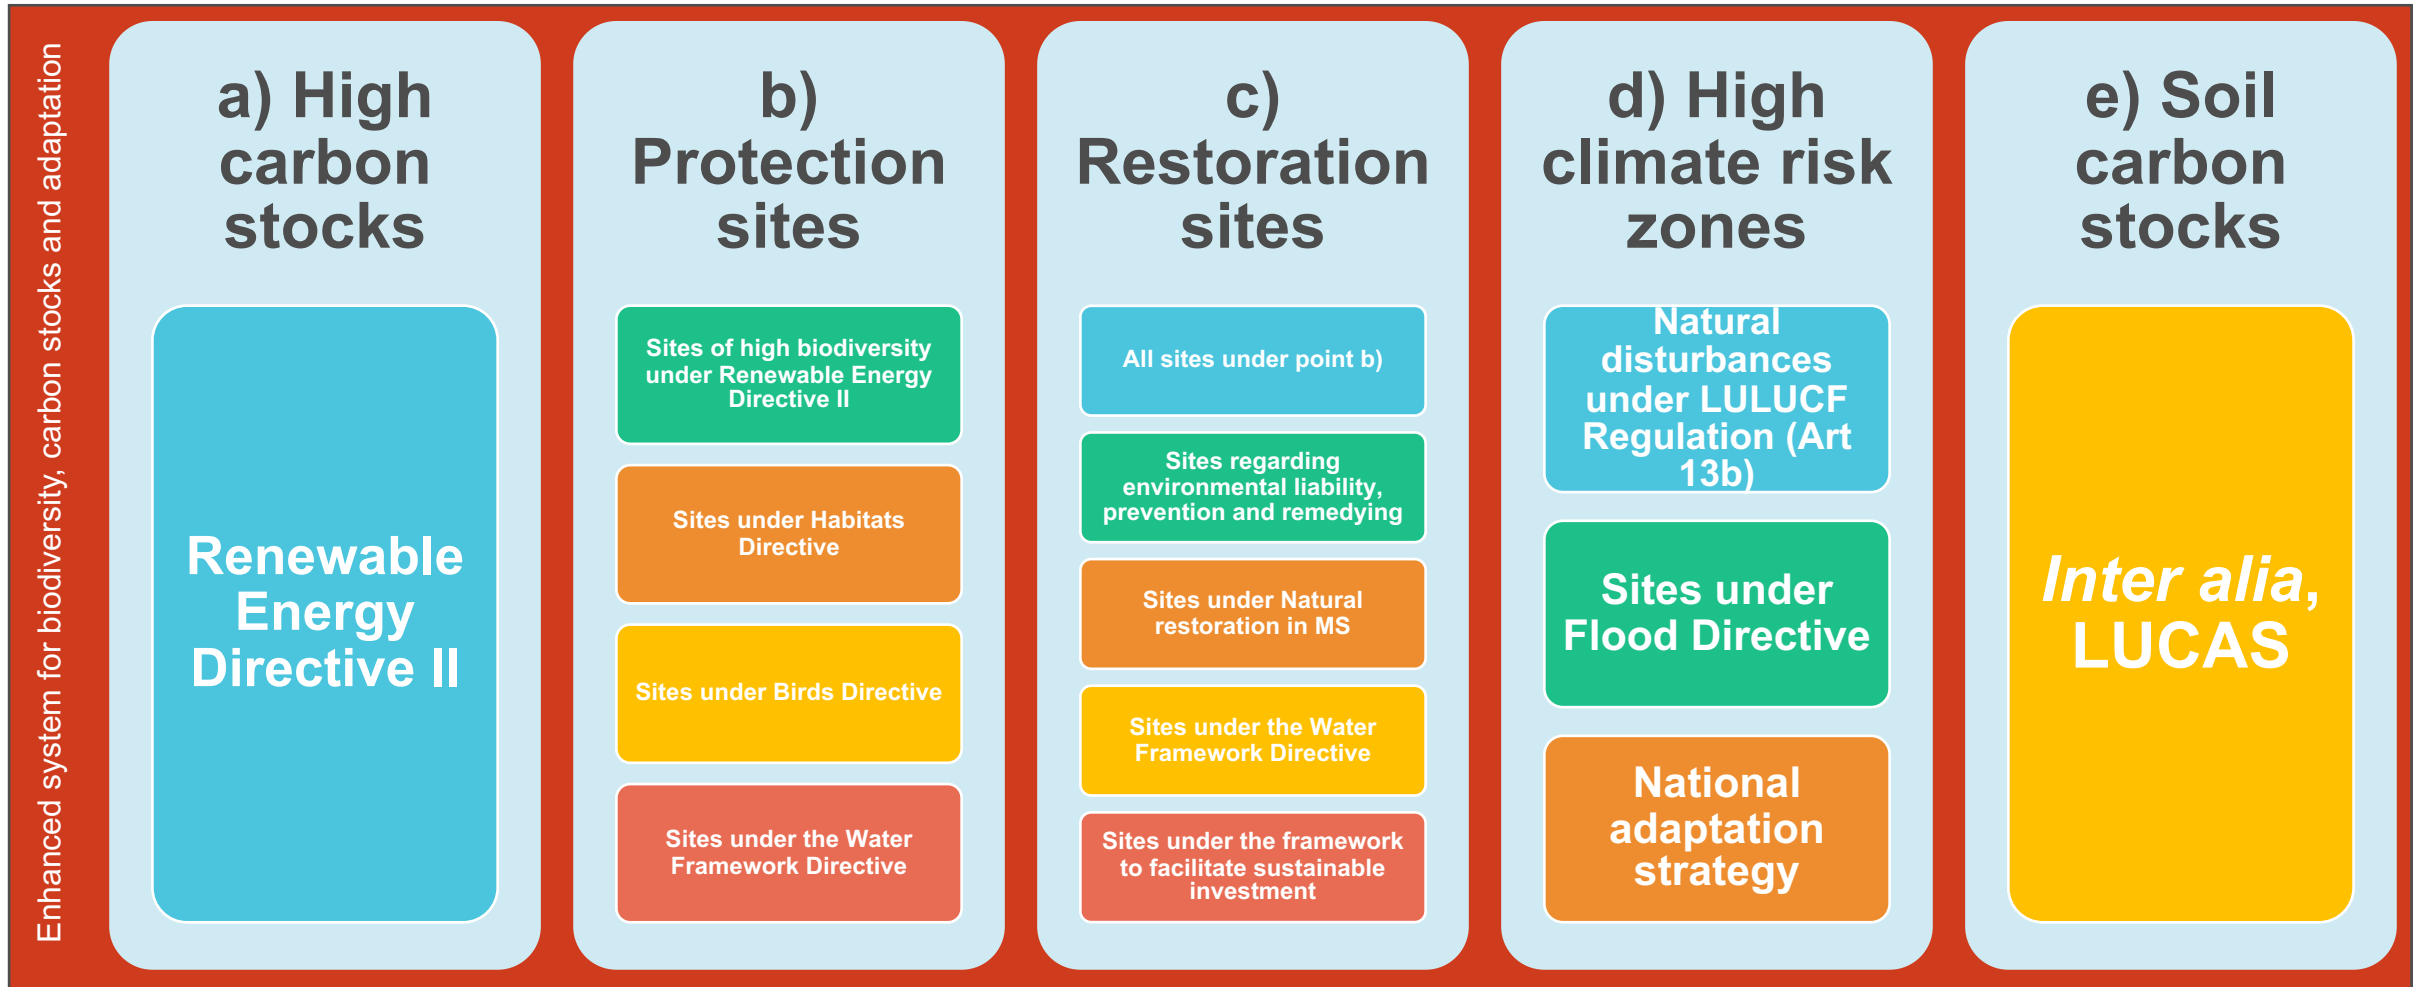 Enhanced system for biodiversity, carbon stocks and adaptation
a) High
carbon
stocks
Renewable
Energy
Directive II
b)
Protection
sites
Sites of high biodiversity
under Renewable Energy
Directive II
Sites under Habitats
Directive
Sites under Birds Directive
Sites under the Water
Framework Directive
c)
Restoration
sites
All sites under point b)
Sites regarding
environmental liability,
prevention and remedying
Sites under Natural
restoration in MS
Sites under the Water
Framework Directive
Sites under the framework
to facilitate sustainable
investment
d) High
climate risk
zones
Natural
disturbances
under LULUCF
Regulation (Art
13b)
Sites under
Flood Directive
National
adaptation
strategy
e) Soil
carbon
stocks
Inter alia,
LUCAS